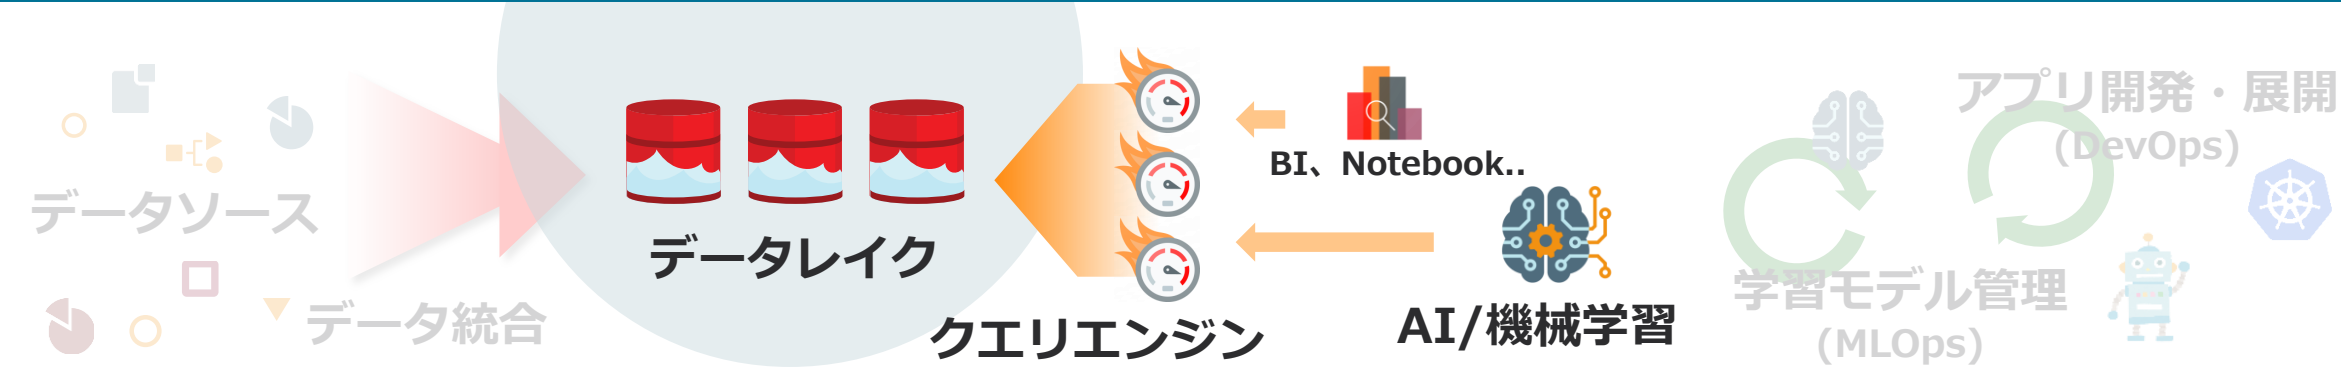 データソース
データ統合
データレイク
クエリエンジン
BI、Notebook..
AI/機械学習
学習モデル管理
(MLOps)
アプリ開発・展開
(DevOps)